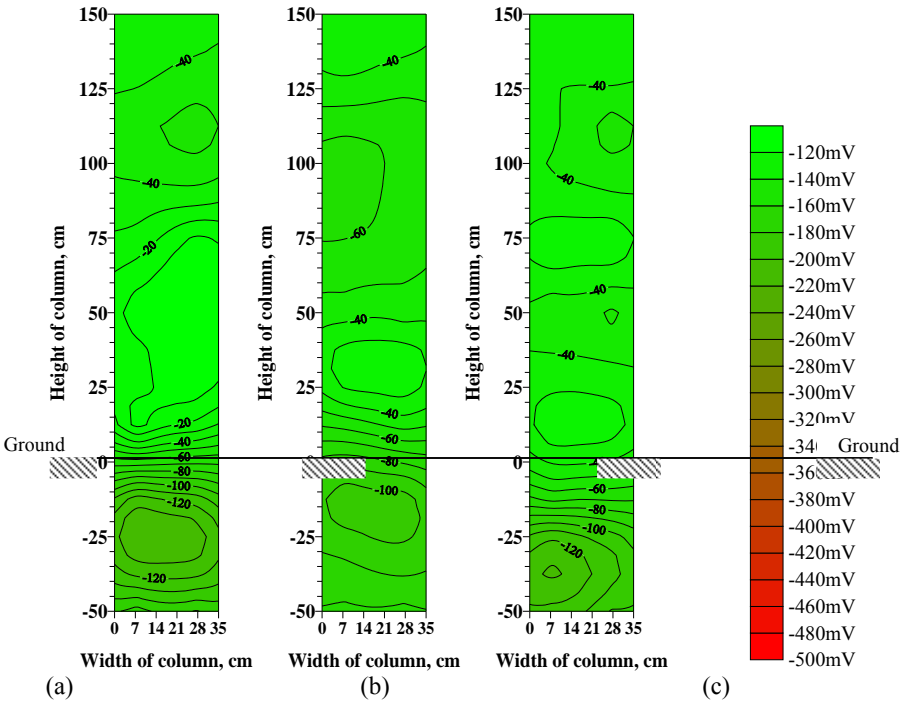 150
125
100
75
50
25
0
-25
-50
Height of column, cm
0 7 14 21 28 35
Width of column, cm
-40
-40
-20
-20
-40
-60
-80
-100
-120
-120
(a)
150
125
100
75
50
25
0
-25
-50
Height of column, cm
0 7 14 21 28 35
Width of column, cm
-40
-60
-40
-40
-60
-80
-100
(b)
150
125
100
75
50
25
0
-25
-50
Height of column, cm
0 7 14 21 28 35
Width of column, cm
-40
-40
-40
-40
-60
-80
-100
-120
(c)
Ground
Ground
-120mV
-140mV
-160mV
-180mV
-200mV
-220mV
-240mV
-260mV
-280mV
-300mV
-320mV
-34
-36
-380mV
-400mV
-420mV
-440mV
-460mV
-480mV
-500mV